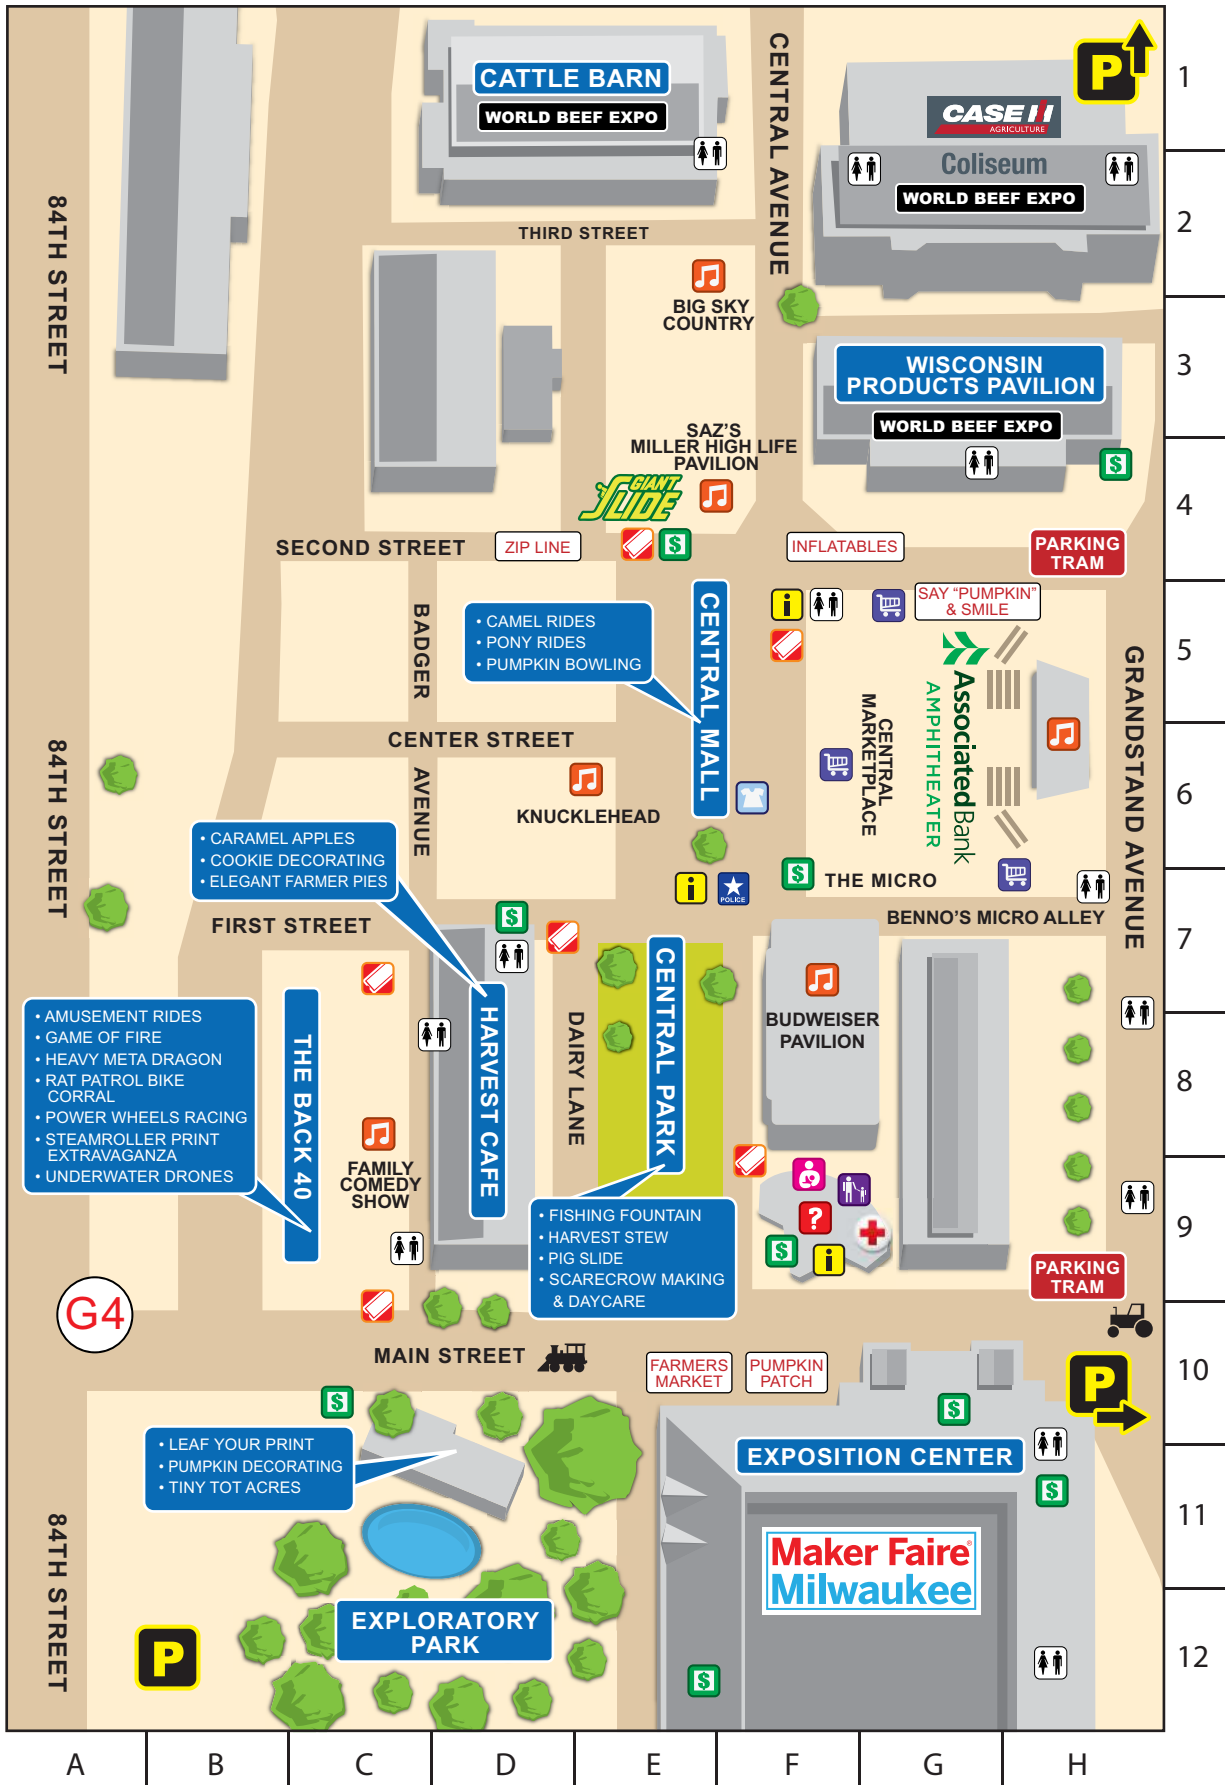 CATTLE BARN
WORLD BEEF EXPO
CENTRAL AVENUE
P
1
CASE IH
AGRICULTURE
Coliseum
WORLD BEEF EXPO
84TH STREET
THIRD STREET
2
BIG SKY
COUNTRY
WISCONSIN
PRODUCTS PAVILION
WORLD BEEF EXPO
3
SAZ'S
MILLER HIGH LIFE
PAVILION
GIANT
SLIDE
$
4
SECOND STREET
ZIP LINE
$
INFLATABLES
PARKING
TRAM
BADGER
AVENUE
• CAMEL RIDES
• PONY RIDES
• PUMPKIN BOWLING
CENTRAL MALL
i
SAY "PUMPKIN"
& SMILE
5
CENTRAL
MARKETPLACE
AssociatedBank
AMPHITHEATER
GRANDSTAND AVENUE
CENTER STREET
84TH STREET
KNUCKLEHEAD
6
• CARAMEL APPLES
• COOKIE DECORATING
• ELEGANT FARMER PIES
i
POLICE
$
THE MICRO
BENNO'S MICRO ALLEY
FIRST STREET
$
7
• AMUSEMENT RIDES
• GAME OF FIRE
• HEAVY META DRAGON
• RAT PATROL BIKE
CORRAL
• POWER WHEELS RACING
• STEAMROLLER PRINT
EXTRAVAGANZA
• UNDERWATER DRONES
THE BACK 40
FAMILY
COMEDY
SHOW
HARVEST CAFE
DAIRY LANE
CENTRAL PARK
BUDWEISER
PAVILION
8
• FISHING FOUNTAIN
• HARVEST STEW
• PIG SLIDE
• SCARECROW MAKING
& DAYCARE
?
$
i
9
PARKING
TRAM
G4
MAIN STREET
FARMERS
MARKET
PUMPKIN
PATCH
P
10
$
$
• LEAF YOUR PRINT
• PUMPKIN DECORATING
• TINY TOT ACRES
EXPOSITION CENTER
$
84TH STREET
11
Maker Faire®
Milwaukee
EXPLORATORY
PARK
P
$
12
A
B
C
D
E
F
G
H